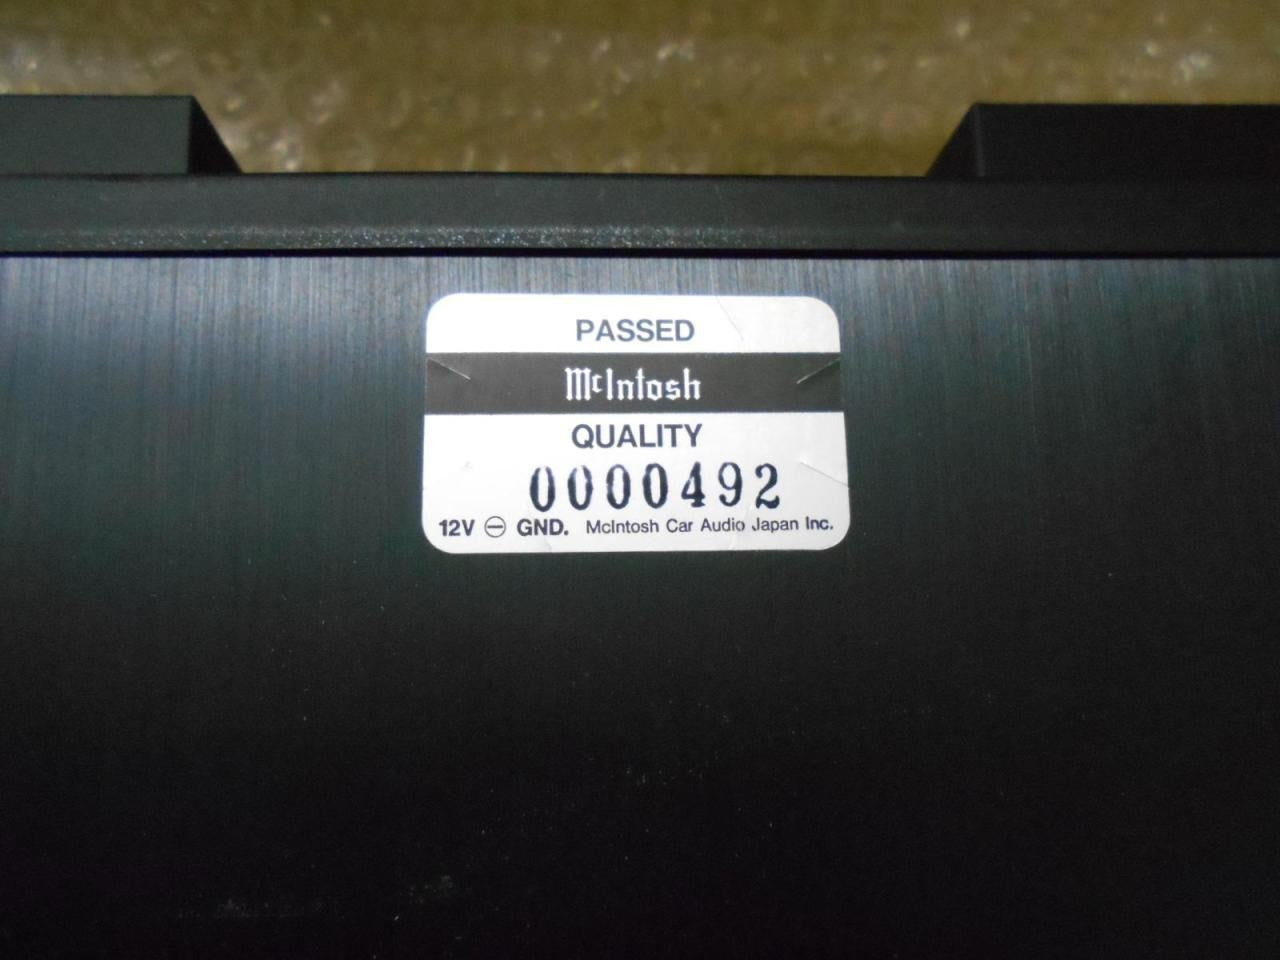 PASSED
McIntosh
QUALITY
0000492
12V ⊖ GND. McIntosh Car Audio Japan Inc.